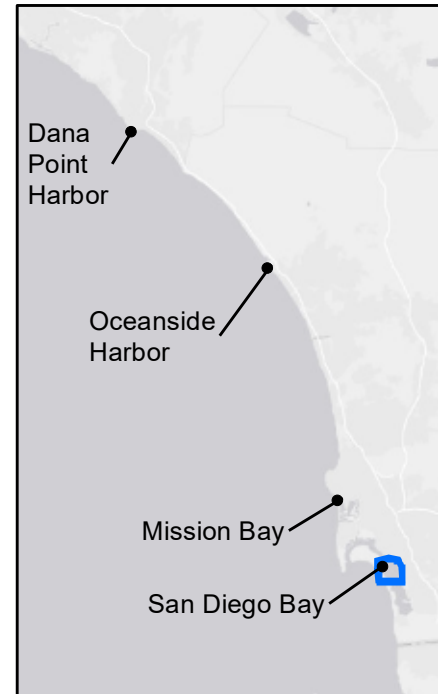 Dana
Point
Harbor
Oceanside
Harbor
Mission Bay
San Diego Bay